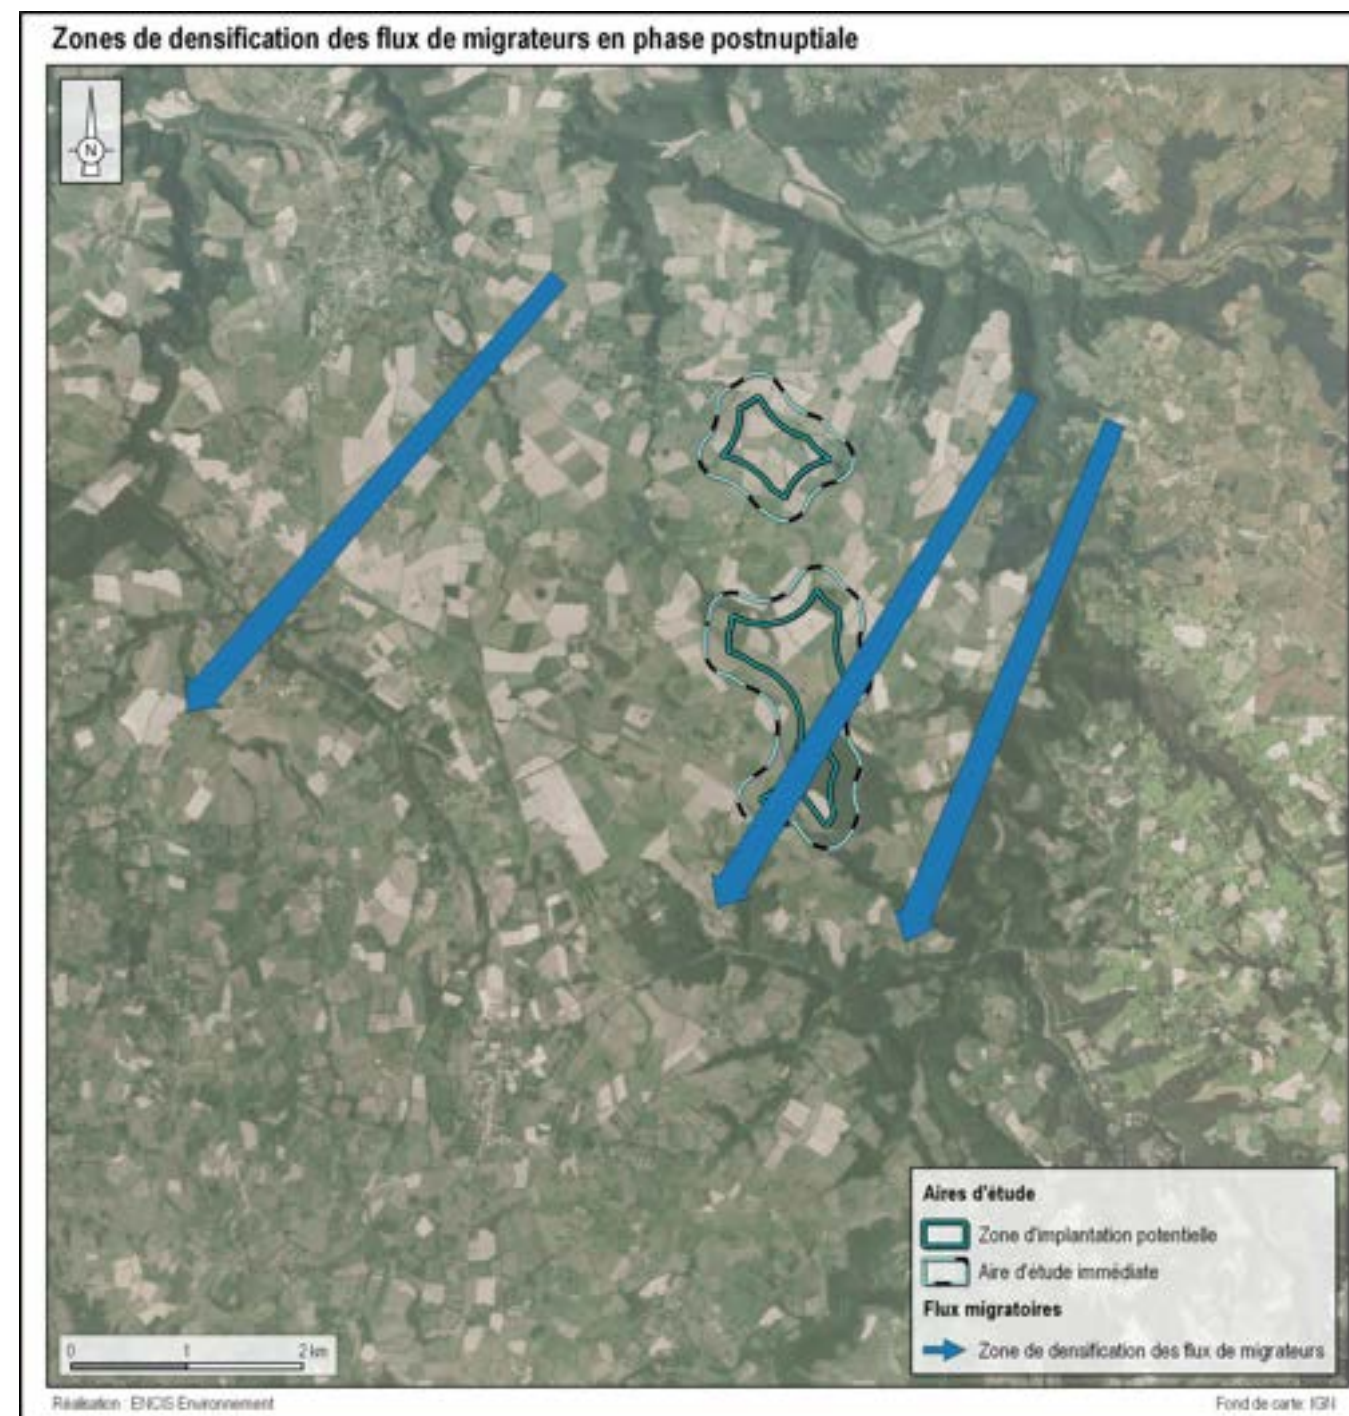 Zones de densification des flux de migrateurs en phase postnuptiale
N
Aires d'étude
Zone d'implantation potentielle
Aire d'étude immédiate
Flux migratoires
Zone de densification des flux de migrateurs
0 1 2 km
Réalisation : ENCIS Environnement
Fond de carte: IGN